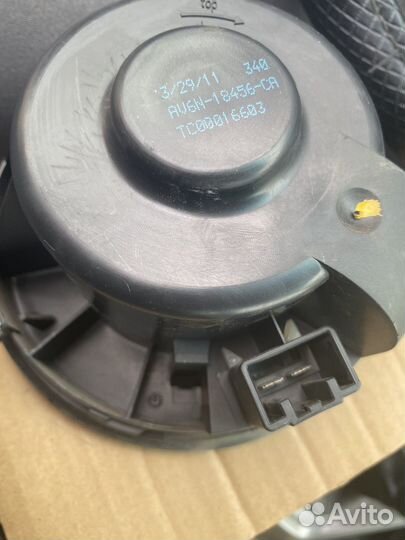 top
3/29/11 340
AV6N-18456-CA
TC00016603
Avito